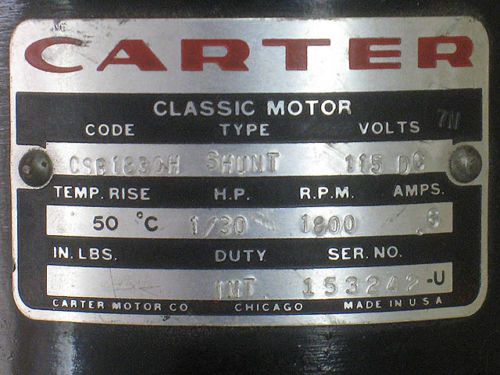 CARTER
CLASSIC MOTOR
CODE TYPE VOLTS
SHUNT 115 DC
TEMP. RISE H.P. R.P.M. AMPS.
50 °C 1/30 1800
IN. LBS. DUTY SER. NO.
INT 153242-U
CARTER MOTOR CO CHICAGO MADE IN U.S.A